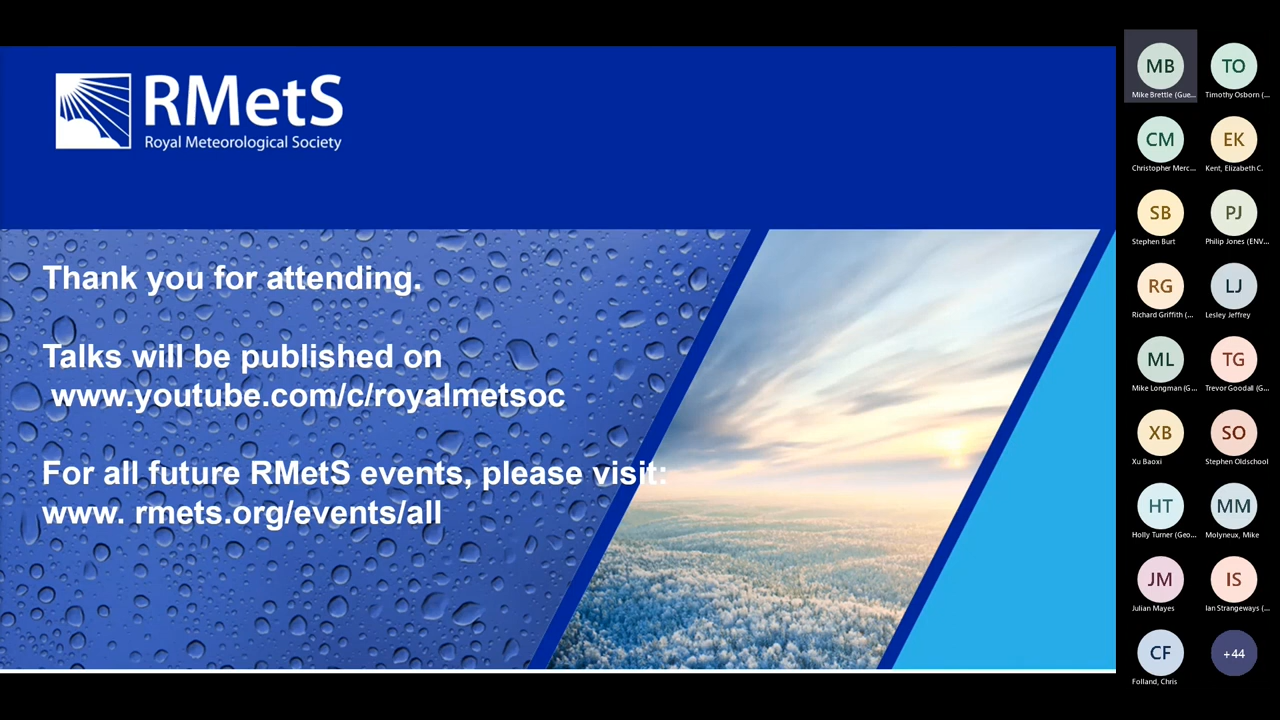 RMetS
Royal Meteorological Society
Thank you for attending.
Talks will be published on
www.youtube.com/c/royalmetsoc
For all future RMetS events, please visit:
www. rmets.org/events/all
MB
Mike Brettle (Gue...
TO
Timothy Osborn (...
CM
Christopher Merc...
EK
Kent, Elizabeth C.
SB
Stephen Burt
PJ
Philip Jones (ENV...
RG
Richard Griffith (...
LJ
Lesley Jeffrey
ML
Mike Longman (G...
TG
Trevor Goodall (G...
XB
Xu Baoxi
SO
Stephen Oldschool
HT
Holly Turner (Geo...
MM
Molyneux, Mike
JM
Julian Mayes
IS
Ian Strangeways (...
CF
Folland, Chris
+44